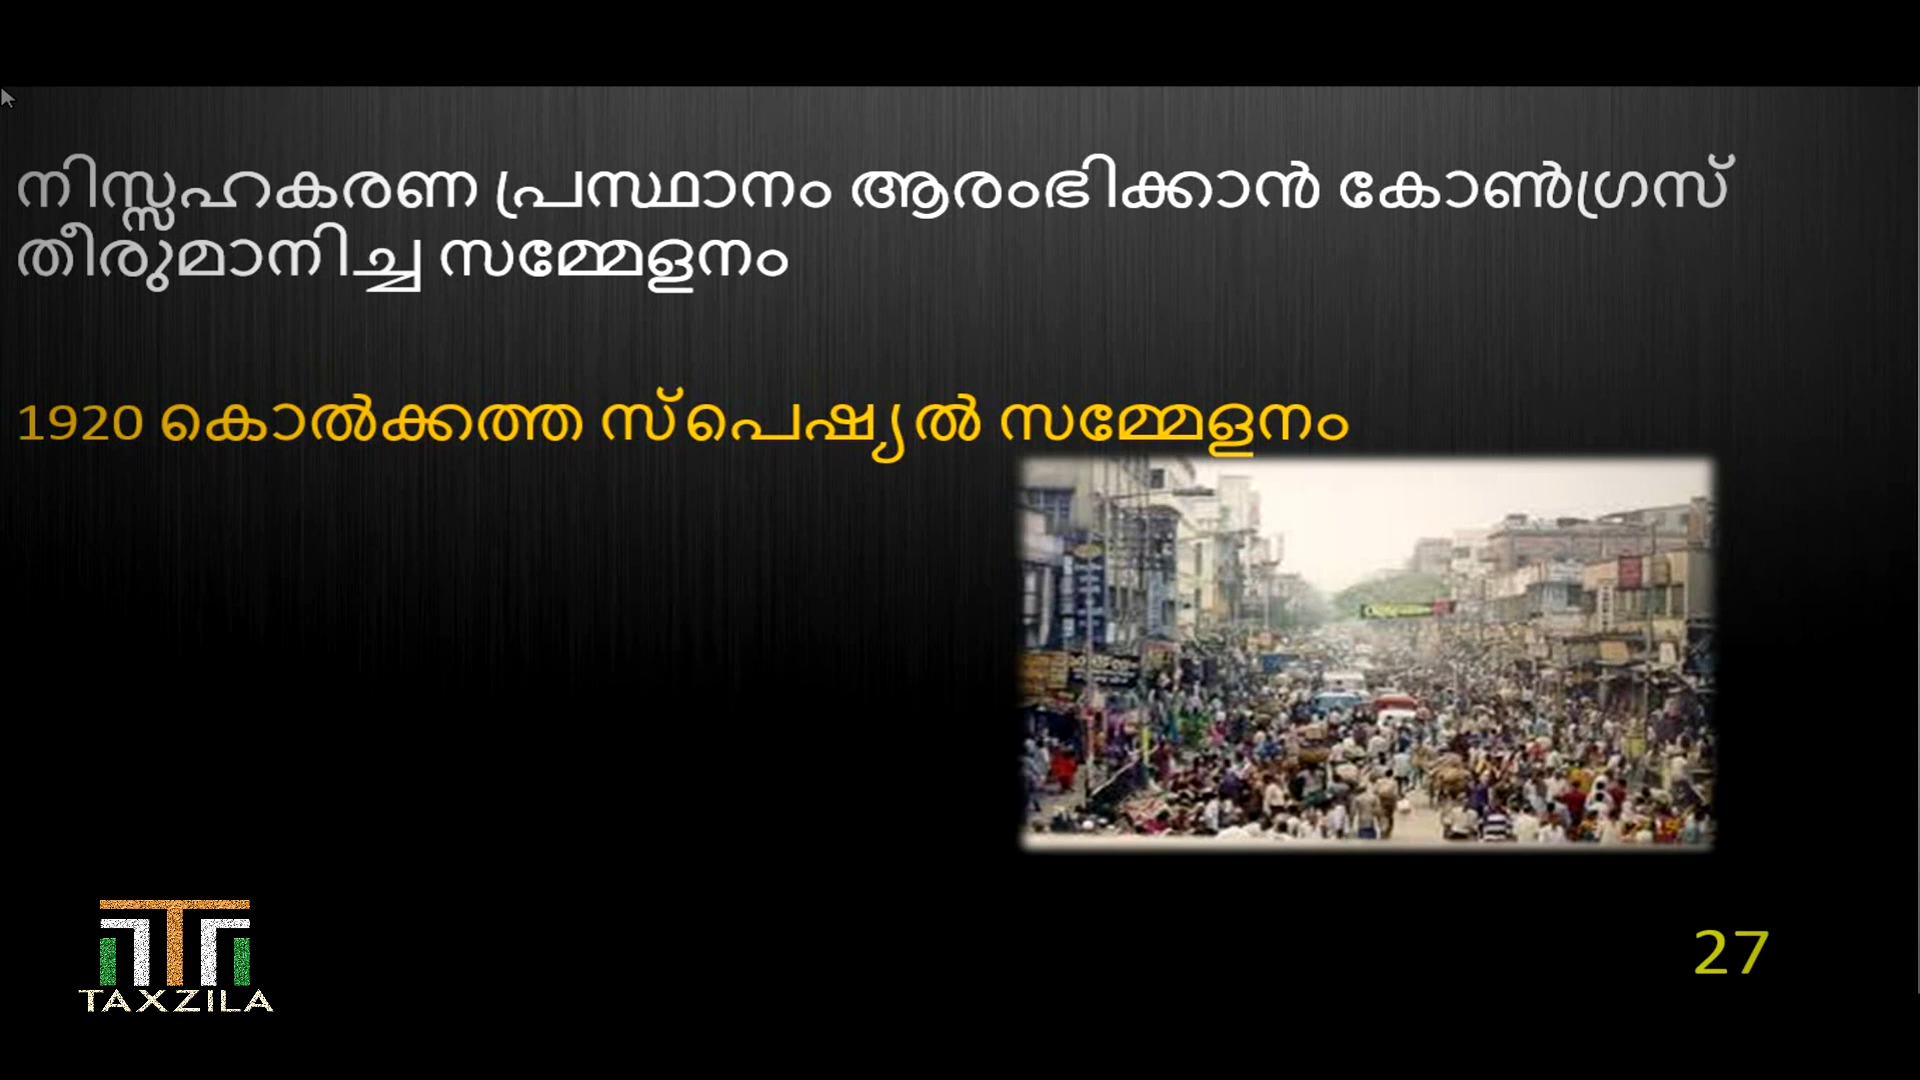 നിസ്സഹകരണ പ്രസ്ഥാനം ആരംഭിക്കാൻ കോൺഗ്രസ്
തീരുമാനിച്ച സമ്മേളനം
1920 കൊൽക്കത്ത സ്പെഷ്യൽ സമ്മേളനം
TAXZILA
27